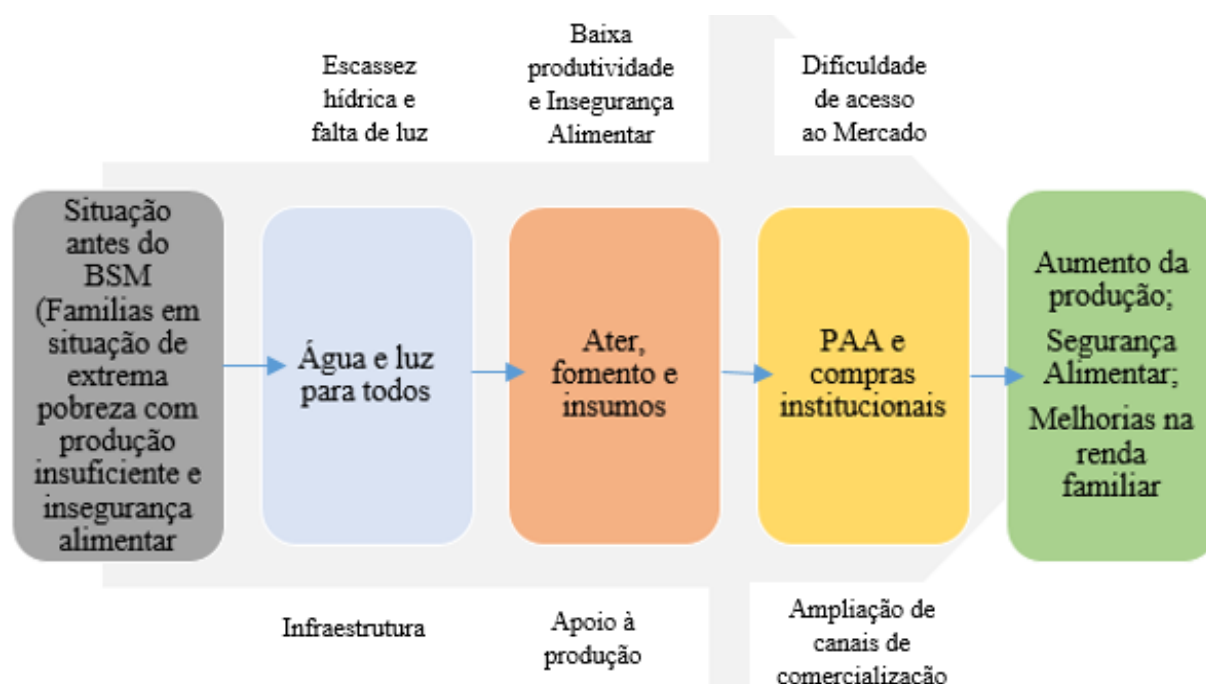 Escassez
hídrica e
falta de luz
Baixa
produtividade
e Insegurança
Alimentar
Dificuldade
de acesso
ao Mercado
Situação
antes do
BSM
(Familias em
situação de
extrema
pobreza com
produção
insuficiente e
insegurança
alimentar
Água e luz
para todos
Ater,
fomento e
insumos
PAA e
compras
institucionais
Aumento da
produção;
Segurança
Alimentar;
Melhorias na
renda
familiar
Infraestrutura
Apoio à
produção
Ampliação de
canais de
comercialização